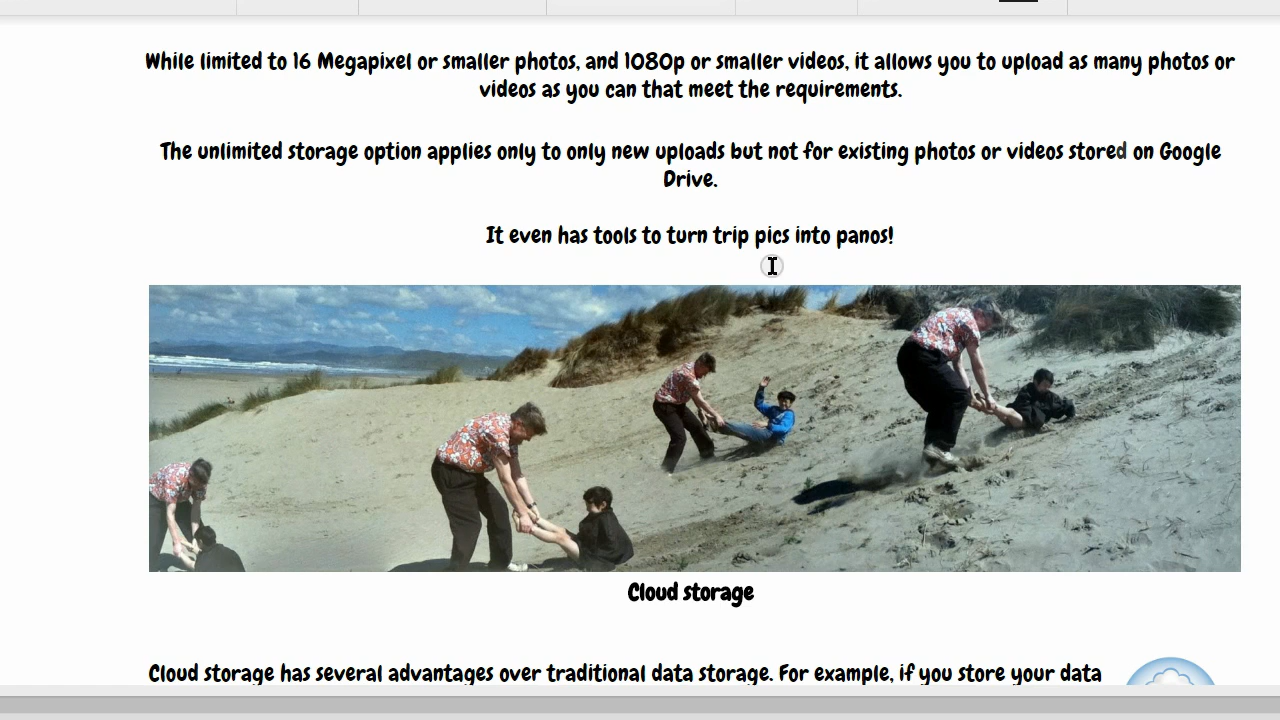 While limited to 16 Megapixel or smaller photos, and 1080p or smaller videos, it allows you to upload as many photos or
videos as you can that meet the requirements.
The unlimited storage option applies only to only new uploads but not for existing photos or videos stored on Google
Drive.
It even has tools to turn trip pics into panos!
Cloud storage
Cloud storage has several advantages over traditional data storage. For example, if you store your data